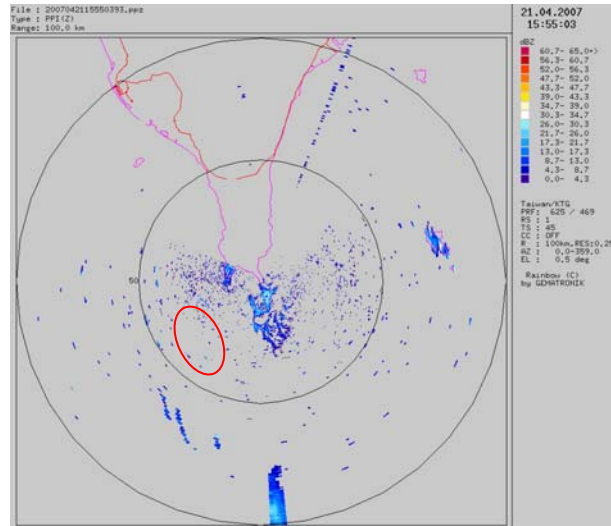 File : 2007042115550393.ppz
Type : PPI(Z)
Range: 100.0 km
21.04.2007
15:55:03
dBZ
60.7- 65.0+)
56.3- 60.7
52.0- 56.3
47.7- 52.0
43.3- 47.7
39.0- 43.3
34.7- 39.0
30.3- 34.7
26.0- 30.3
21.7- 26.0
17.3- 21.7
13.0- 17.3
8.7- 13.0
4.3- 8.7
0.0- 4.3
Taiwan/KTG
PRF: 625 / 469
RS : 1
TS : 45
CC : OFF
R : 100km,RES:0,25
AZ : 0.0-359.0
EL : 0.5 deg
Rainbow (C)
by GEMATRONIK
50